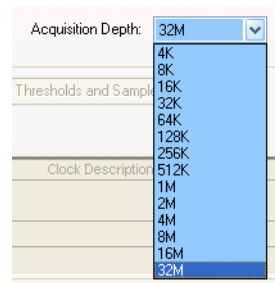 Acquisition Depth: 32M
4K
8K
Thresholds and Sample 16K
32K
64K
128K
256K
Clock Description 512K
1M
2M
4M
8M
16M
32M